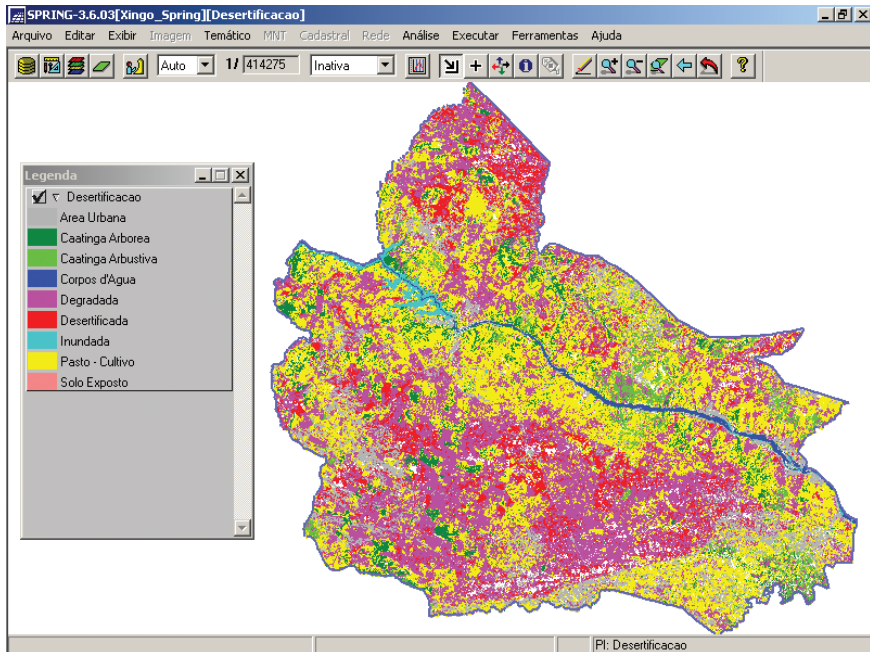 SPRING-3.6.03[Xingo_Spring][Desertificacao]
Arquivo Editar Exibir Imagem Temático MNT Cadastral Rede Análise Executar Ferramentas Ajuda
Auto 1/ 414275 Inativa
Legenda
Desertificacao
Area Urbana
Caatinga Arborea
Caatinga Arbustiva
Corpos d'Agua
Degradada
Desertificada
Inundada
Pasto - Cultivo
Solo Exposto
PI: Desertificacao